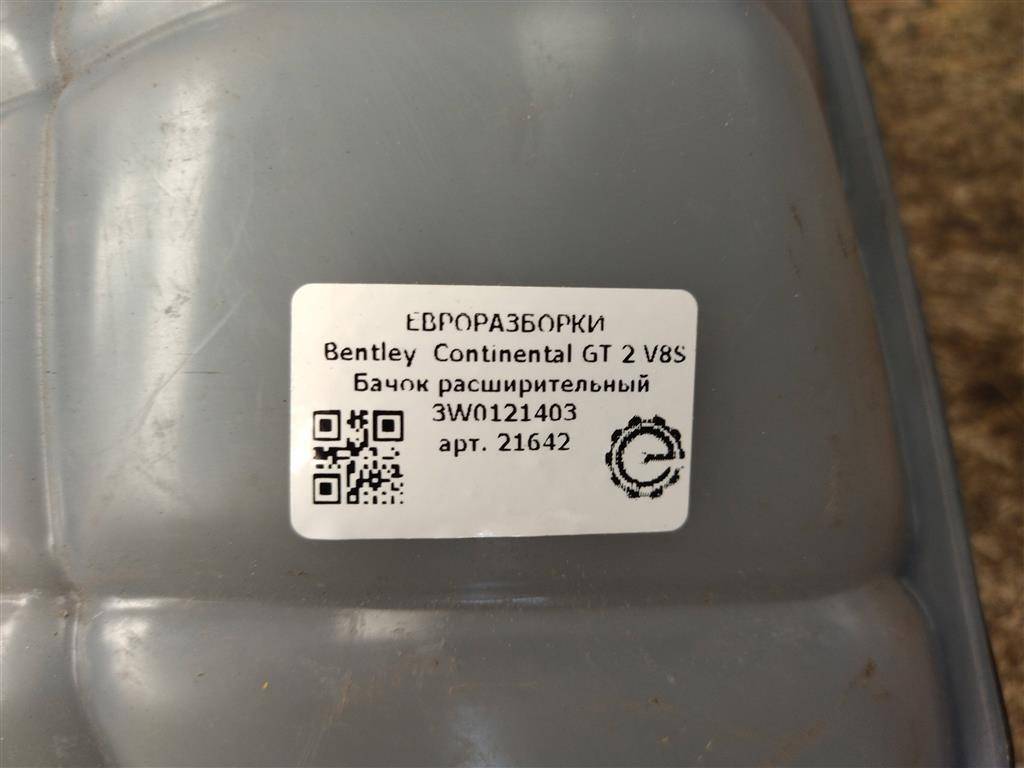 ЕВРОРАЗБОРКИ
Bentley Continental GT 2 V8S
Бачок расширительный
3W0121403
арт. 21642